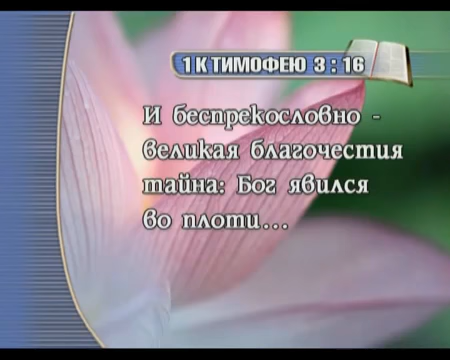 1 К ТИМОФЕЮ 3 : 16
И беспрекословно -
великая благочестия
тайна: Бог явился
во плоти...